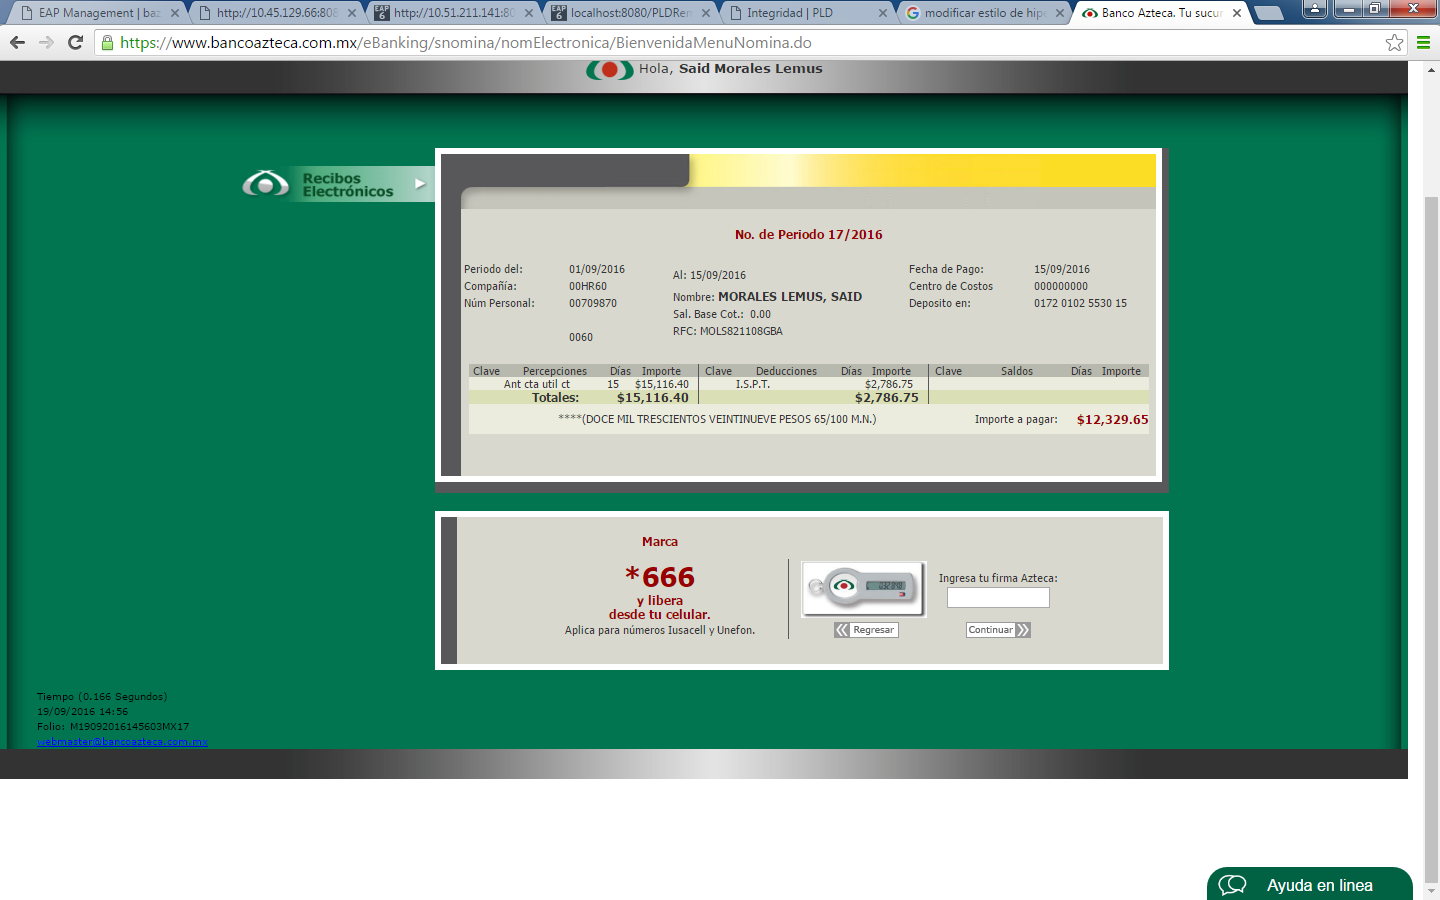 EAP Management | baz
http://10.45.129.66:808
http://10.51.211.141:80
localhost:8080/PLDRem
Integridad | PLD
modificar estilo de hipe
Banco Azteca. Tu sucur
https://www.bancoazteca.com.mx/eBanking/snomina/nomElectronica/BienvenidaMenuNomina.do
Hola, Said Morales Lemus
Recibos
Electrónicos
No. de Periodo 17/2016
Periodo del: 01/09/2016 Al: 15/09/2016 Fecha de Pago: 15/09/2016
Compañía: 00HR60 Nombre: MORALES LEMUS, SAID Centro de Costos 000000000
Núm Personal: 00709870 Sal. Base Cot.: 0.00 Deposito en: 0172 0102 5530 15
0060 RFC: MOLS821108GBA
Clave Percepciones Días Importe Clave Deducciones Días Importe Clave Saldos Días Importe
Ant cta util ct 15 $15,116.40 I.S.P.T. $2,786.75
Totales: $15,116.40 $2,786.75
****(DOCE MIL TRESCIENTOS VEINTINUEVE PESOS 65/100 M.N.) Importe a pagar: $12,329.65
Marca
*666
y libera
desde tu celular.
Aplica para números Iusacell y Unefon.
Ingresa tu firma Azteca:
Regresar
Continuar
Tiempo (0.166 Segundos)
19/09/2016 14:56
Folio: M19092016145603MX17
webmaster@bancoazteca.com.mx
Ayuda en linea